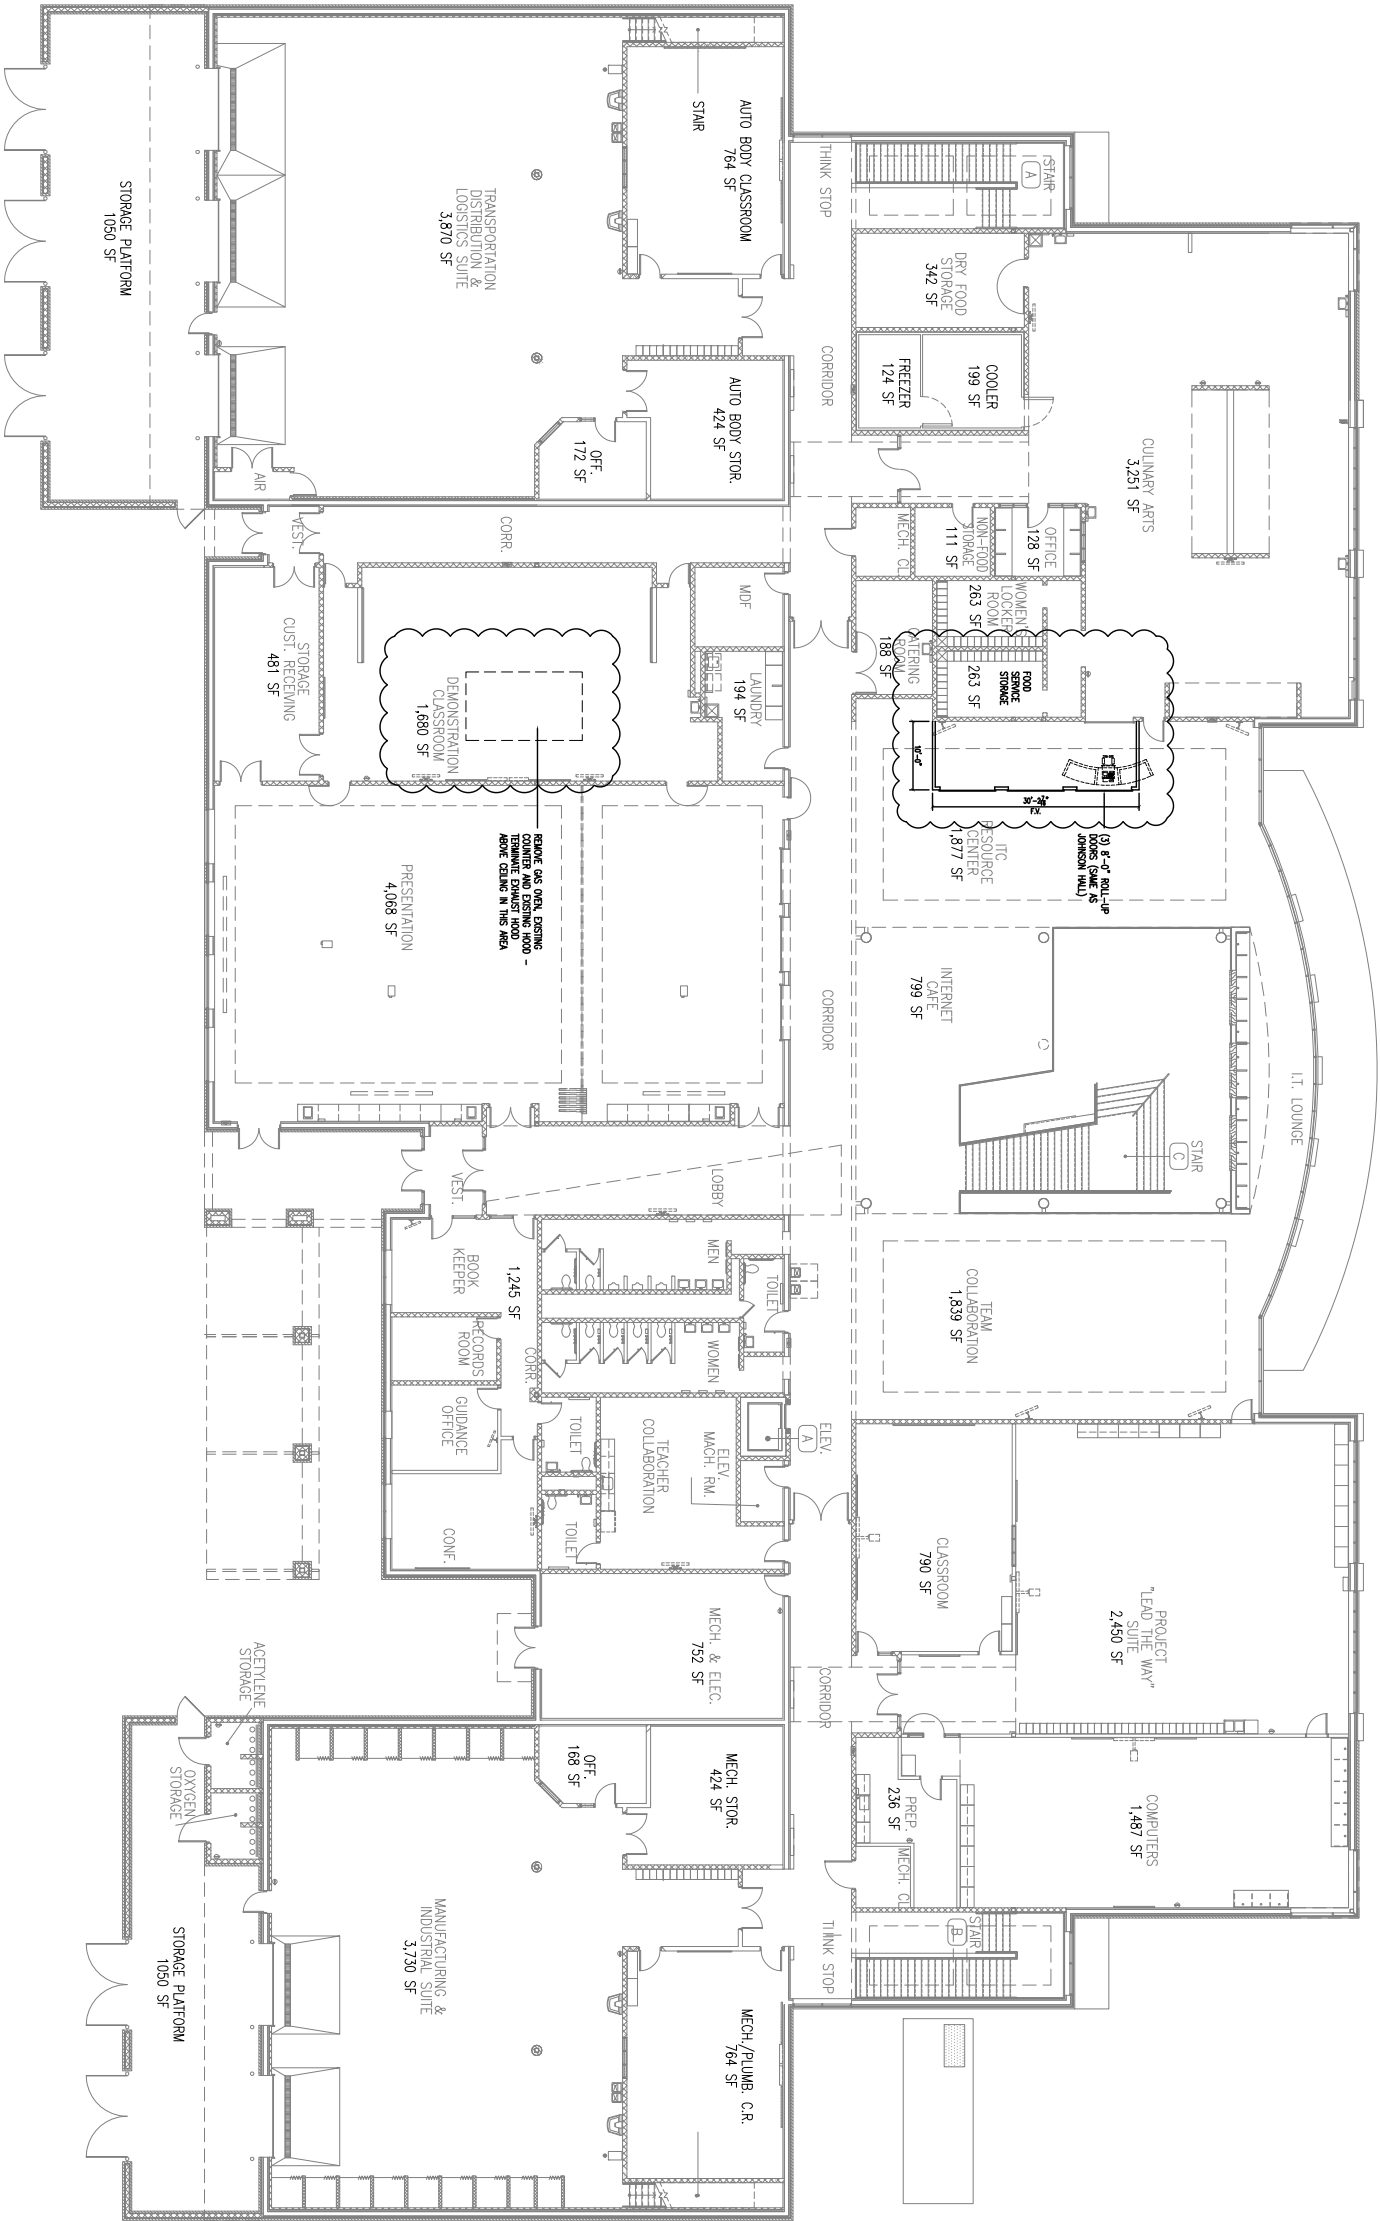 STORAGE PLATFORM
1050 SF
TRANSPORTATION
DISTRIBUTION &
LOGISTICS SUITE
3,870 SF
STAIR
AUTO BODY CLASSROOM
764 SF
AUTO BODY STOR.
424 SF
OFF.
172 SF
AIR
VEST.
CORR.
THINK STOP
CORRIDOR
STAIR
A
DRY FOOD
STORAGE
342 SF
COOLER
199 SF
FREEZER
124 SF
CULINARY ARTS
3,251 SF
MECH. CL.
NON-FOOD
STORAGE
111 SF
OFFICE
128 SF
WOMEN'S
LOCKER
ROOM
263 SF
CATERING
ROOM
188 SF
FOOD
SERVICE
STORAGE
263 SF
10'-0"
30'-2⅞"
F.V.
(3) 8'-0" ROLL-UP
DOORS (SAME AS
JOHNSON HALL)
ITC
RESOURCE
CENTER
1,877 SF
MDF
LAUNDRY
194 SF
STORAGE
CUST. RECEIVING
481 SF
DEMONSTRATION
CLASSROOM
1,680 SF
REMOVE GAS OVEN, EXISTING
COUNTER AND EXISTING HOOD -
TERMINATE EXHAUST HOOD
ABOVE CEILING IN THIS AREA
PRESENTATION
4,068 SF
CORRIDOR
INTERNET
CAFE
799 SF
I.T. LOUNGE
STAIR
C
LOBBY
VEST.
TEAM
COLLABORATION
1,839 SF
BOOK
KEEPER
1,245 SF
RECORDS
ROOM
CORR.
GUIDANCE
OFFICE
CONF.
MEN
TOILET
WOMEN
TOILET
TOILET
TEACHER
COLLABORATION
ELEV.
MACH. RM.
ELEV.
A
MECH. & ELEC.
752 SF
CLASSROOM
790 SF
PROJECT
"LEAD THE WAY"
SUITE
2,450 SF
CORRIDOR
COMPUTERS
1,487 SF
PREP.
236 SF
MECH. CL.
STAIR
B
THINK STOP
MECH. STOR.
424 SF
OFF.
168 SF
ACETYLENE
STORAGE
OXYGEN
STORAGE
MANUFACTURING &
INDUSTRIAL SUITE
3,730 SF
MECH./PLUMB. C.R.
764 SF
STORAGE PLATFORM
1050 SF